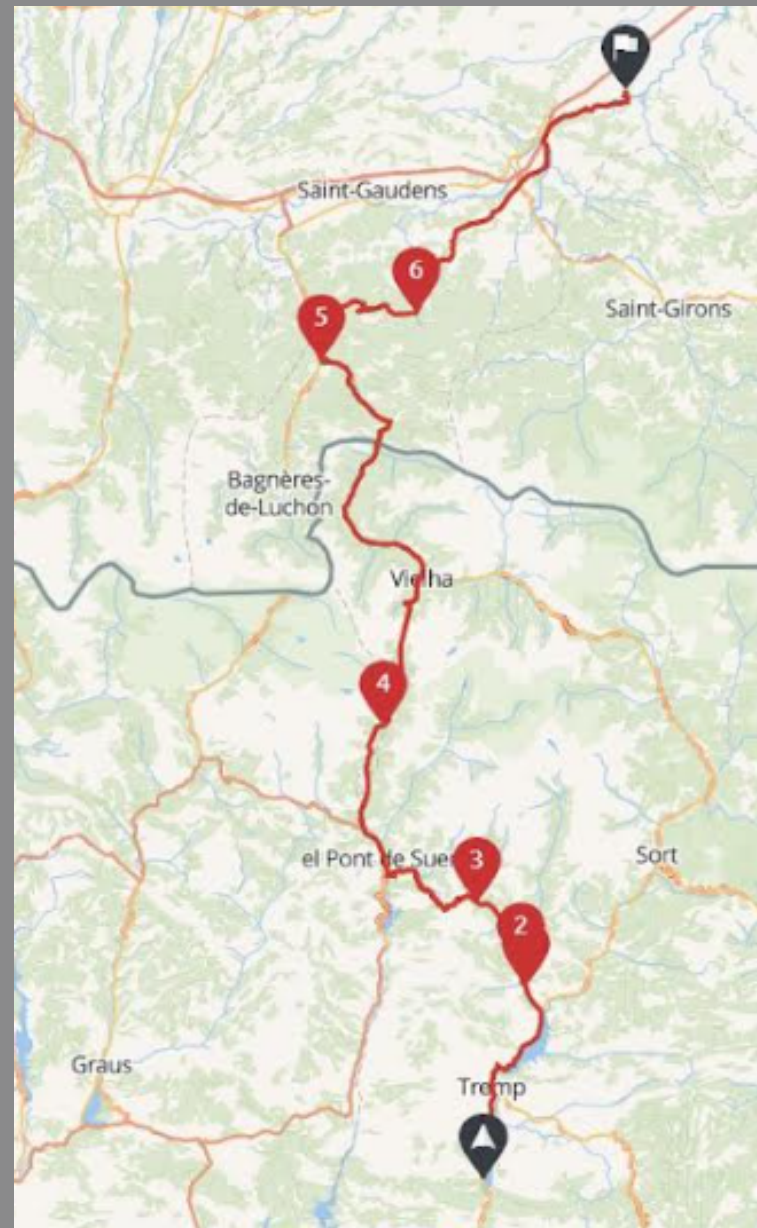 Saint-Gaudens
6
5
Saint-Girons
Bagnères-
de-Luchon
Vielha
4
el Pont de Suert
3
Sort
2
Graus
Tremp